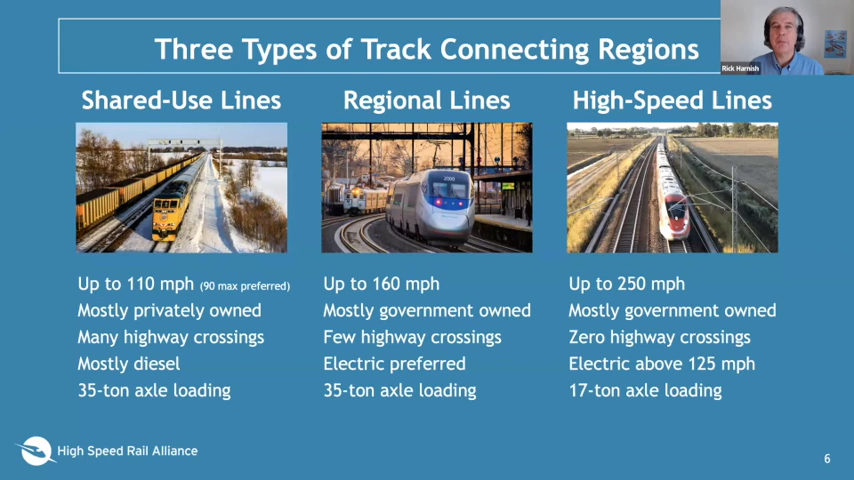 Three Types of Track Connecting Regions
Rick Harnish
Shared-Use Lines
Up to 110 mph (90 max preferred)
Mostly privately owned
Many highway crossings
Mostly diesel
35-ton axle loading
Regional Lines
Up to 160 mph
Mostly government owned
Few highway crossings
Electric preferred
35-ton axle loading
High-Speed Lines
Up to 250 mph
Mostly government owned
Zero highway crossings
Electric above 125 mph
17-ton axle loading
High Speed Rail Alliance
6